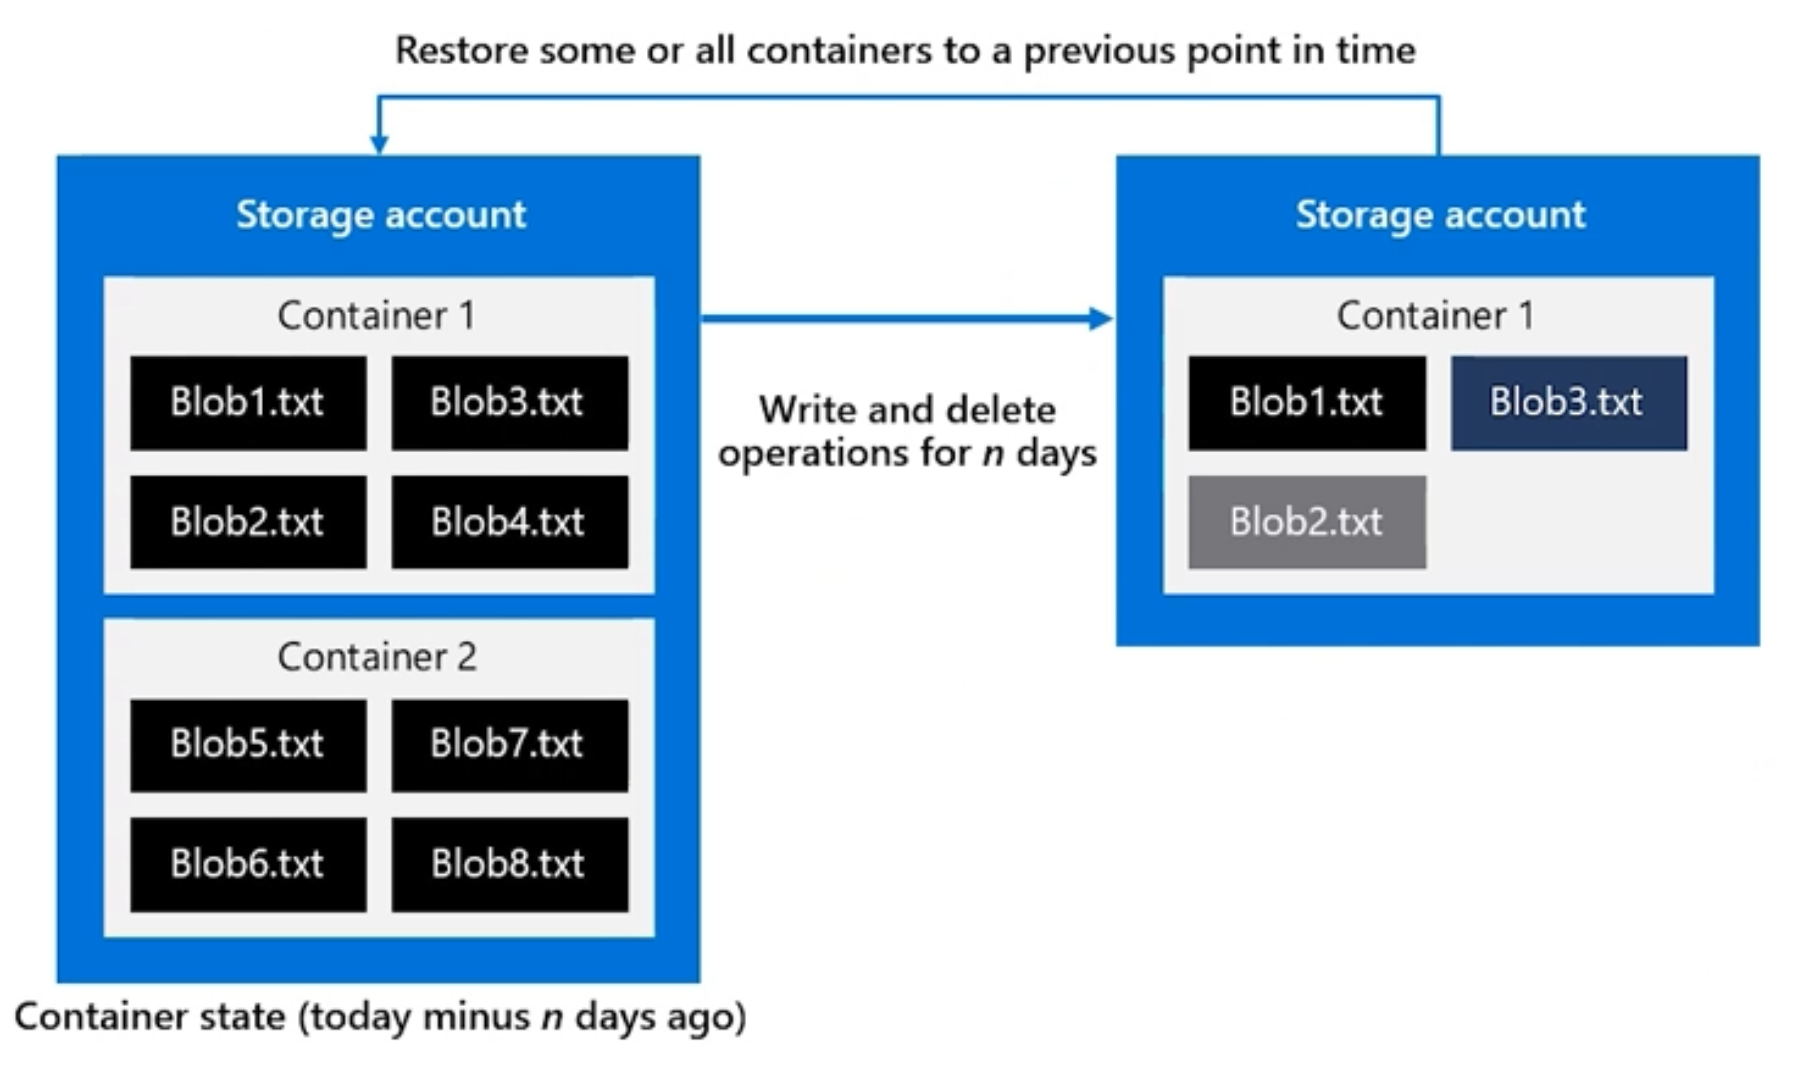 Restore some or all containers to a previous point in time
Storage account
Container 1
Blob1.txt
Blob3.txt
Blob2.txt
Blob4.txt
Container 2
Blob5.txt
Blob7.txt
Blob6.txt
Blob8.txt
Container state (today minus n days ago)
Write and delete
operations for n days
Storage account
Container 1
Blob1.txt
Blob3.txt
Blob2.txt